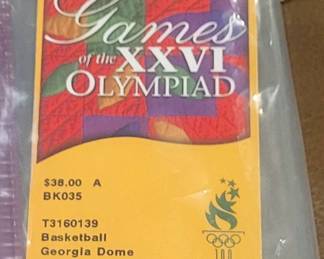 Games
of the XXVI
OLYMPIAD
$38.00 A
BK035
T3160139
Basketball
Georgia Dome